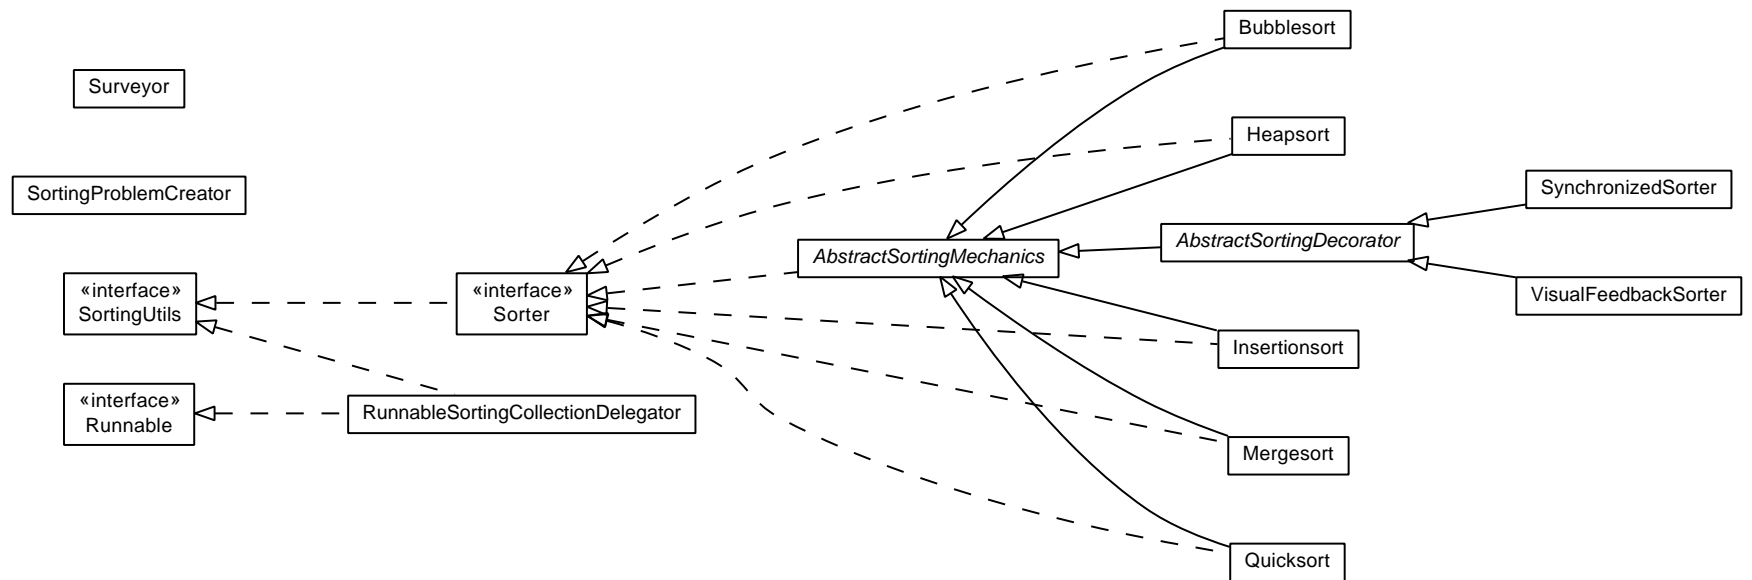 Surveyor
SortingProblemCreator
«interface»
SortingUtils
«interface»
Runnable
«interface»
Sorter
RunnableSortingCollectionDelegator
AbstractSortingMechanics
Bubblesort
Heapsort
AbstractSortingDecorator
Insertionsort
Mergesort
Quicksort
SynchronizedSorter
VisualFeedbackSorter